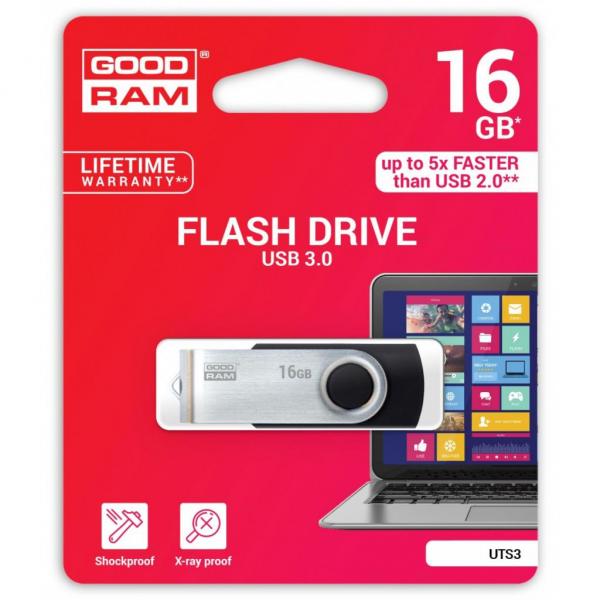 GOOD
RAM
®
16
GB*
LIFETIME
WARRANTY**
up to 5x FASTER
than USB 2.0**
FLASH DRIVE
USB 3.0
GOOD
RAM
16GB
Shockproof
X-ray proof
UTS3